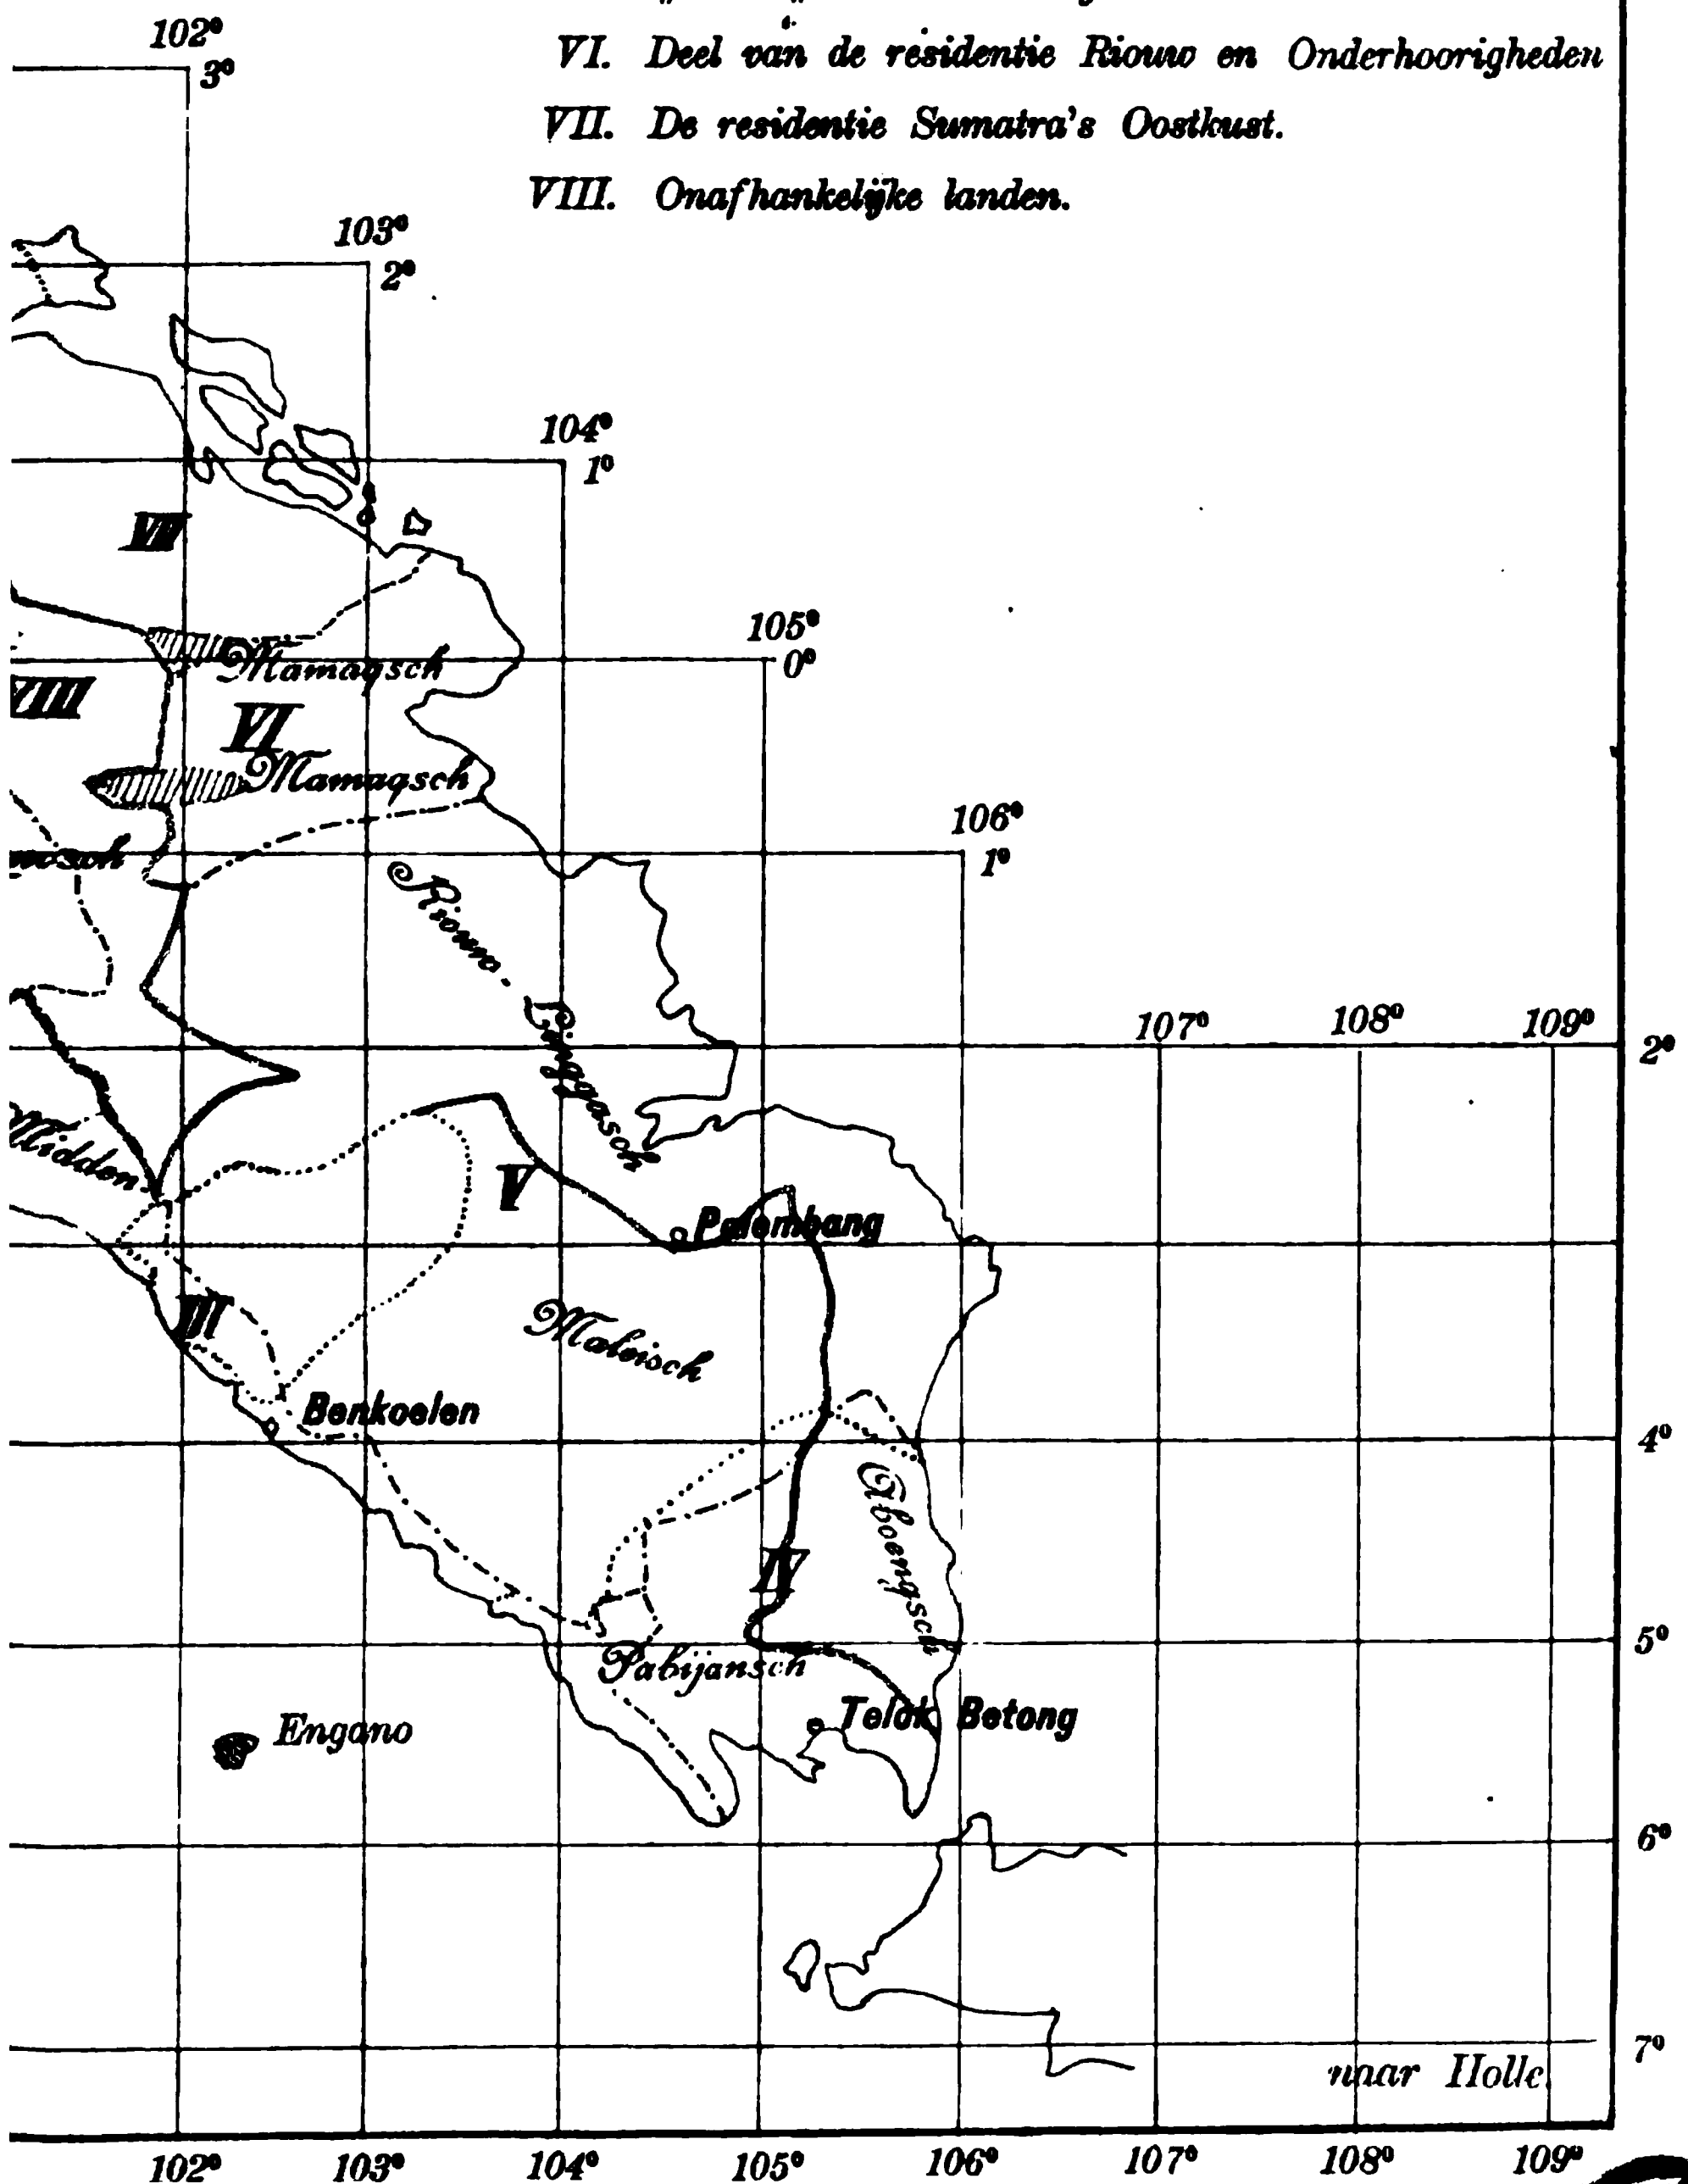 VI. Deel van de residentie Riouw en Onderhoorigheden
VII. De residentie Sumatra's Oostkust.
VIII. Onafhankelijke landen.
102°
3°
103°
2°
104°
1°
VII
105°
0°
Mamaqsch
VIII
VI
Mamaqsch
106°
1°
Riouw-Linggasch
107°
108°
109°
2°
Midden
V
Palembang
III
Maleisch
Benkoelen
4°
Aboengsch
IV
5°
Pabijansch
Telok Betong
Engano
6°
7°
naar Holle.
102°
103°
104°
105°
106°
107°
108°
109°